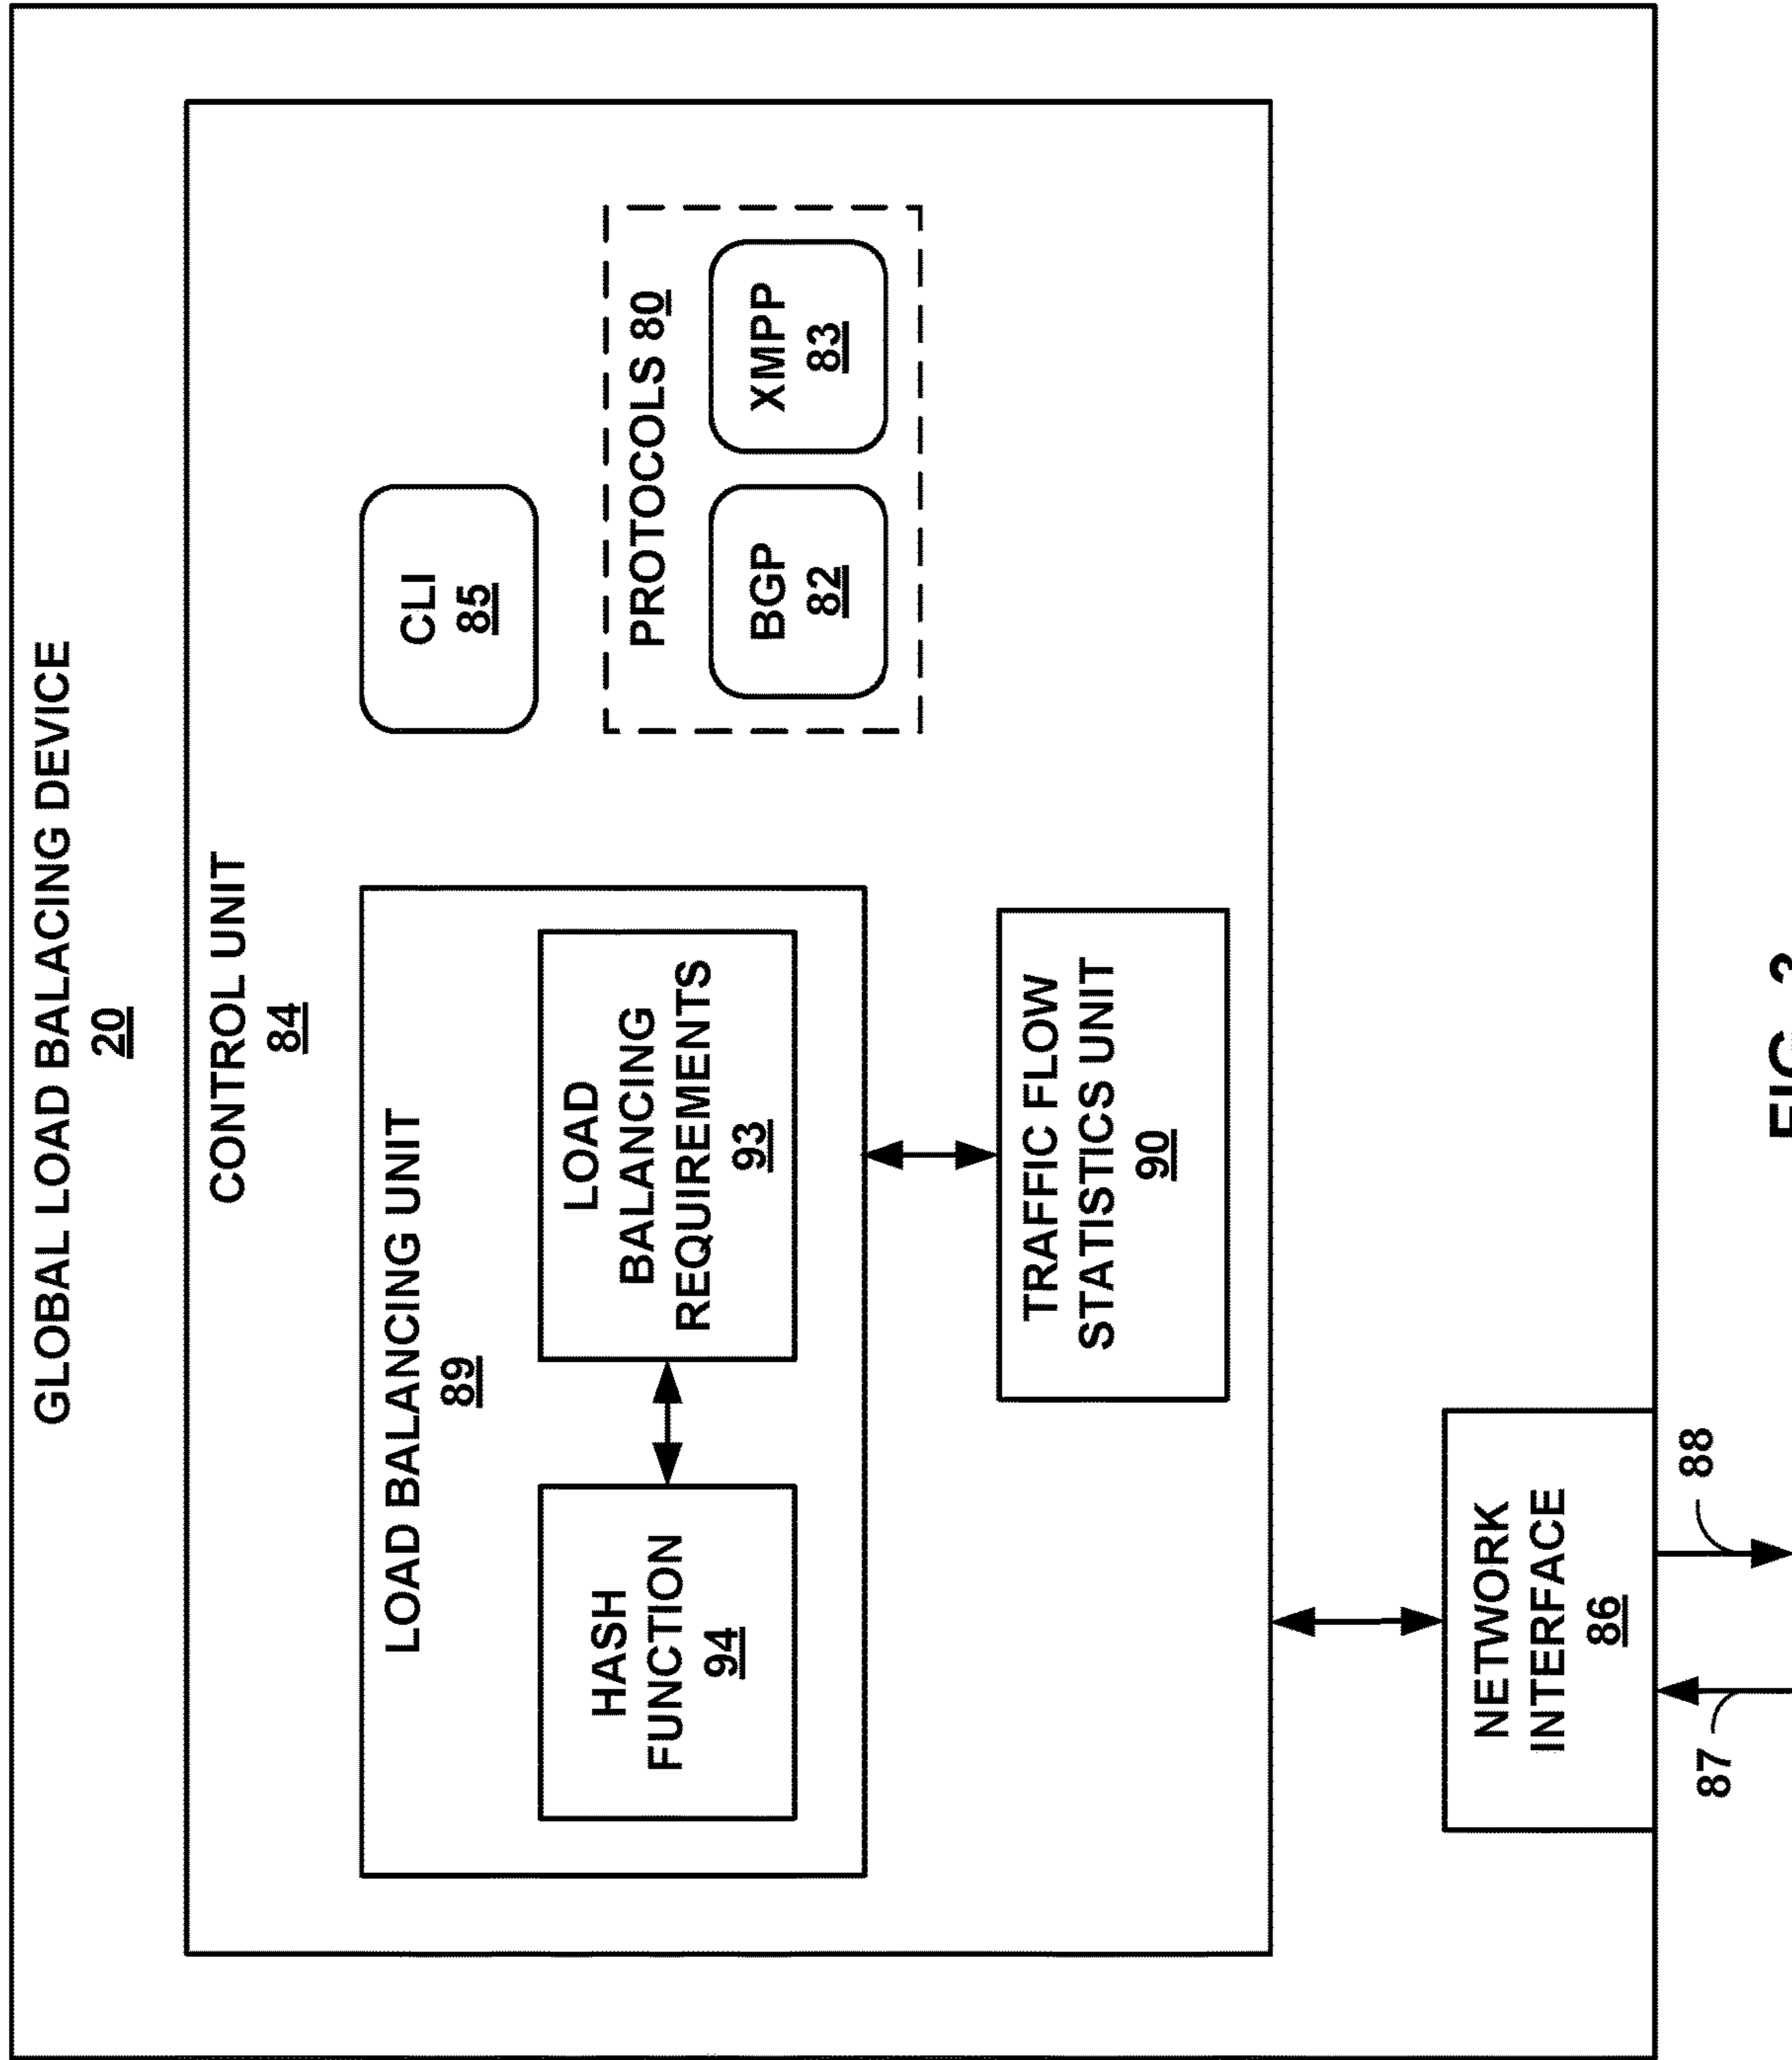 GLOBAL LOAD BALACING DEVICE
20
CONTROL UNIT
84
LOAD BALANCING UNIT
89
HASH
FUNCTION
94
LOAD
BALANCING
REQUIREMENTS
93
CLI
85
PROTOCOLS 80
BGP
82
XMPP
83
TRAFFIC FLOW
STATISTICS UNIT
90
NETWORK
INTERFACE
86
87
88
FIG